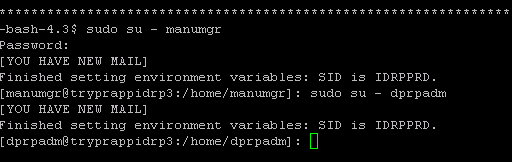 ********************************************************************
-bash-4.3$ sudo su - manumgr
Password:
[YOU HAVE NEW MAIL]
Finished setting environment variables: SID is IDRPPRD.
[manumgr@tryprappidrp3:/home/manumgr]: sudo su - dprpadm
[YOU HAVE NEW MAIL]
Finished setting environment variables: SID is IDRPPRD.
[dprpadm@tryprappidrp3:/home/dprpadm]: